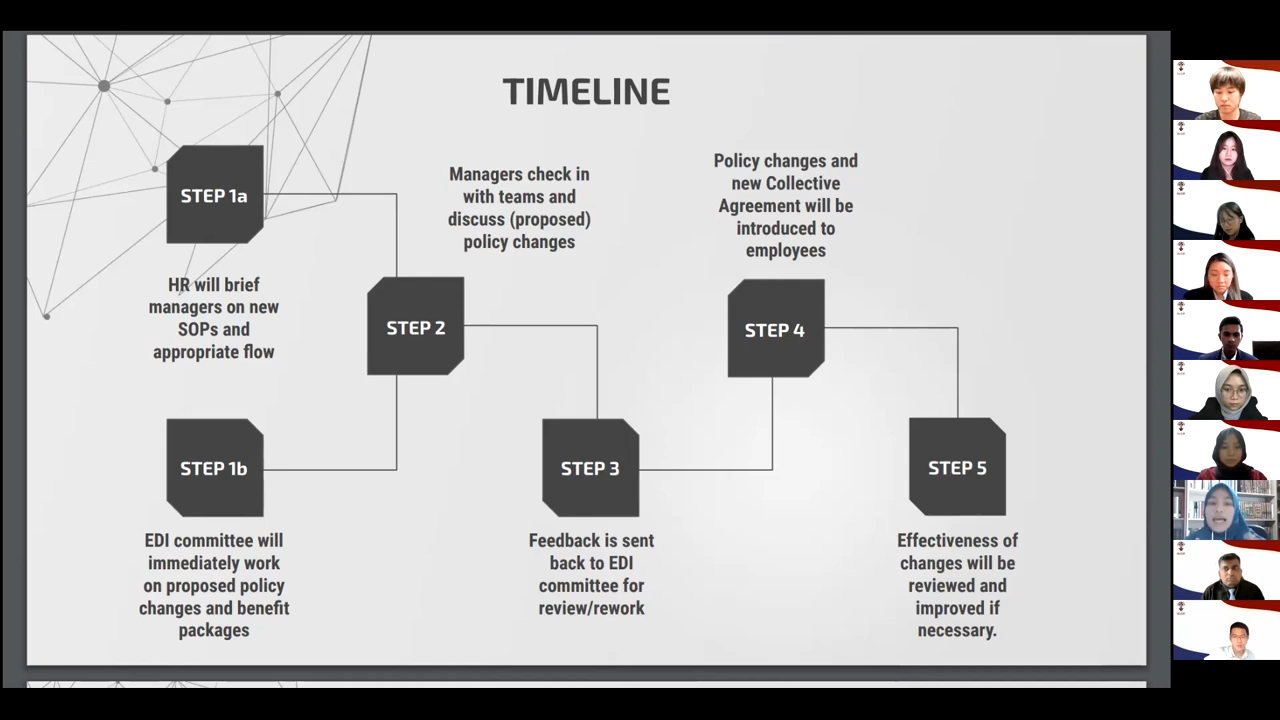 TIMELINE
STEP 1a
HR will brief
managers on new
SOPs and
appropriate flow
STEP 1b
EDI committee will
immediately work
on proposed policy
changes and benefit
packages
Managers check in
with teams and
discuss (proposed)
policy changes
STEP 2
STEP 3
Feedback is sent
back to EDI
committee for
review/rework
Policy changes and
new Collective
Agreement will be
introduced to
employees
STEP 4
STEP 5
Effectiveness of
changes will be
reviewed and
improved if
necessary.